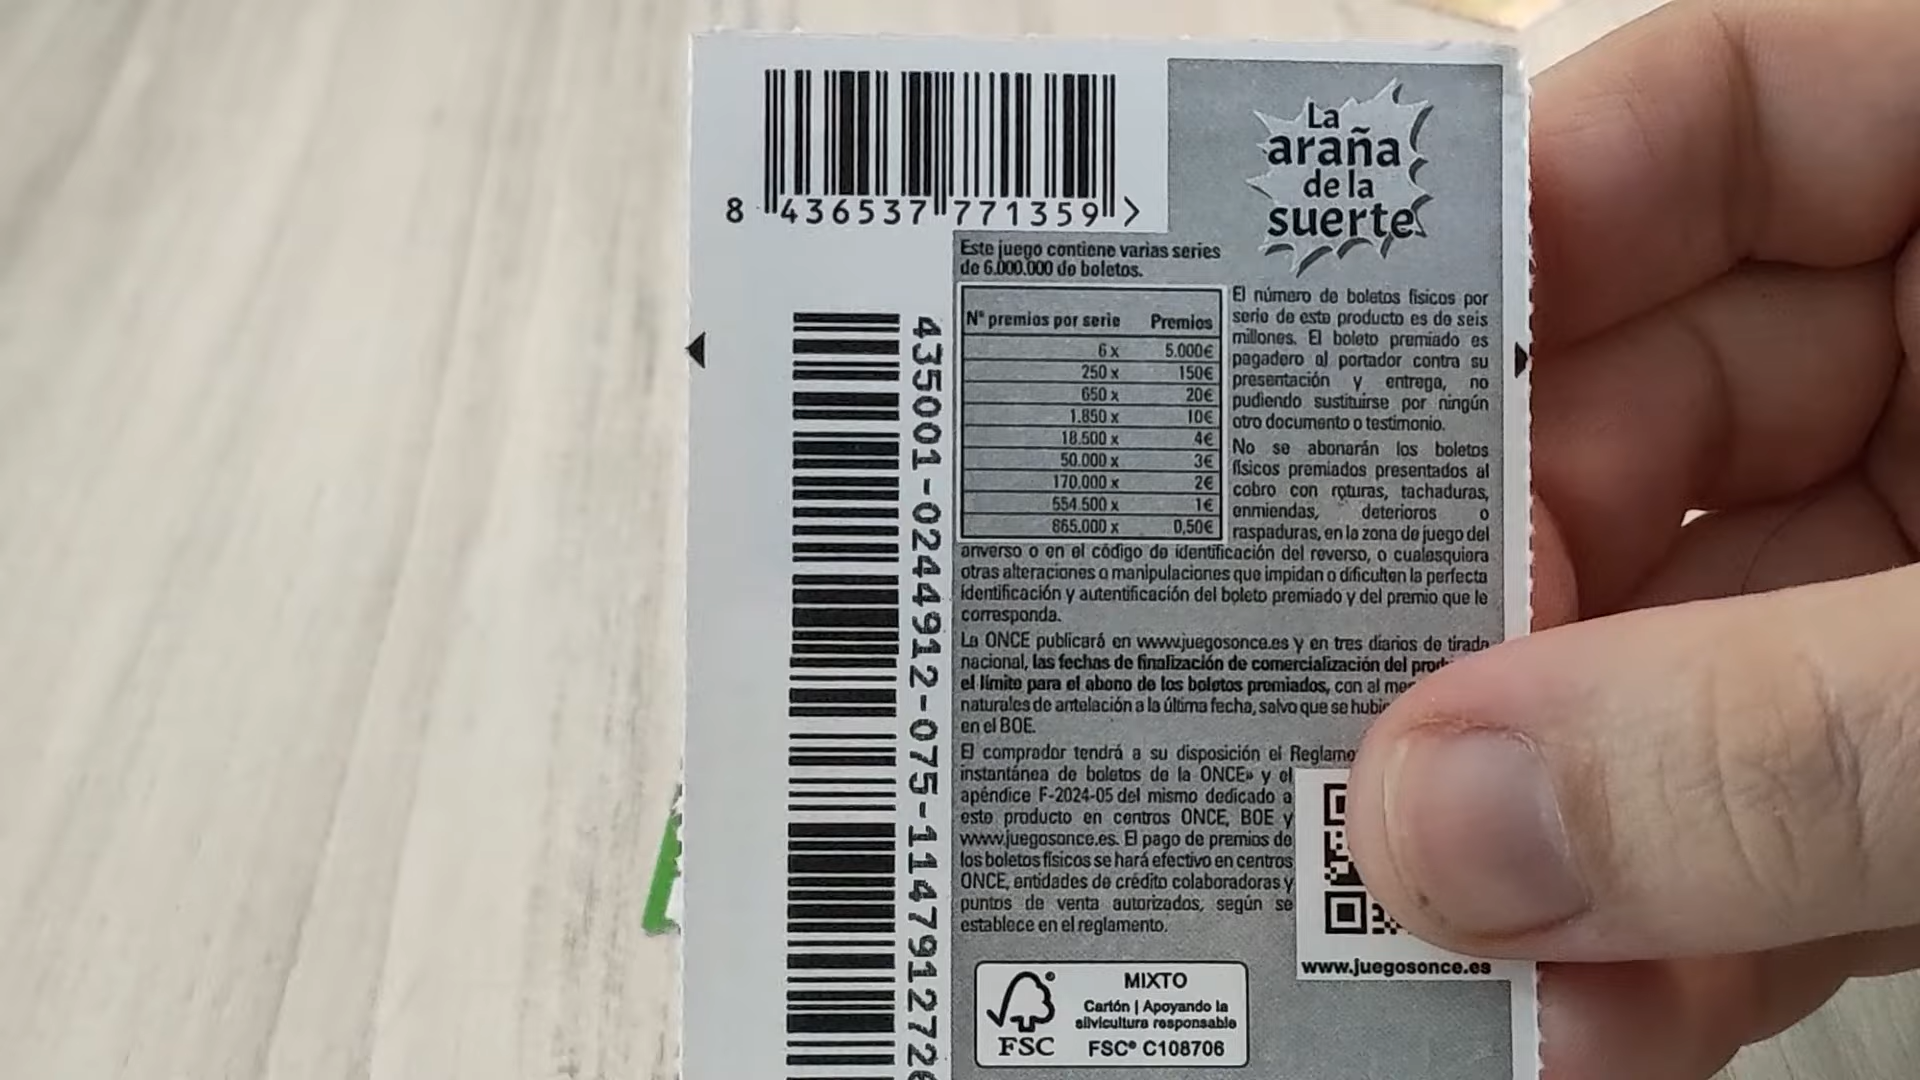 8 436537 771359 >
La
araña
de la
suerte
Este juego contiene varias series
de 6.000.000 de boletos.
Nº premios por serie Premios
6 x 5.000€
250 x 150€
650 x 20€
1.850 x 10€
18.500 x 4€
50.000 x 3€
170.000 x 2€
554.500 x 1€
865.000 x 0,50€
El número de boletos físicos por
serie de este producto es de seis
millones. El boleto premiado es
pagadero al portador contra su
presentación y entrega, no
pudiendo sustituirse por ningún
otro documento o testimonio.
No se abonarán los boletos
físicos premiados presentados al
cobro con roturas, tachaduras,
enmiendas, deterioros o
raspaduras, en la zona de juego del
anverso o en el código de identificación del reverso, o cualesquiera
otras alteraciones o manipulaciones que impidan o dificulten la perfecta
identificación y autentificación del boleto premiado y del premio que le
corresponda.
La ONCE publicará en www.juegosonce.es y en tres diarios de tirada
nacional, las fechas de finalización de comercialización del
el límite para el abono de los boletos premiados, con al
naturales de antelación a la última fecha, salvo que se
en el BOE.
El comprador tendrá a su disposición el
instantánea de boletos de la ONCE» y el
apéndice F-2024-05 del mismo dedicado a
este producto en centros ONCE, BOE y
www.juegosonce.es. El pago de premios de
los boletos físicos se hará efectivo en centros
ONCE, entidades de crédito colaboradoras y
puntos de venta autorizados, según se
establece en el reglamento.
www.juegosonce.es
435001-0244912-075-114791272
FSC
MIXTO
Cartón | Apoyando la
silvicultura responsable
FSC® C108706